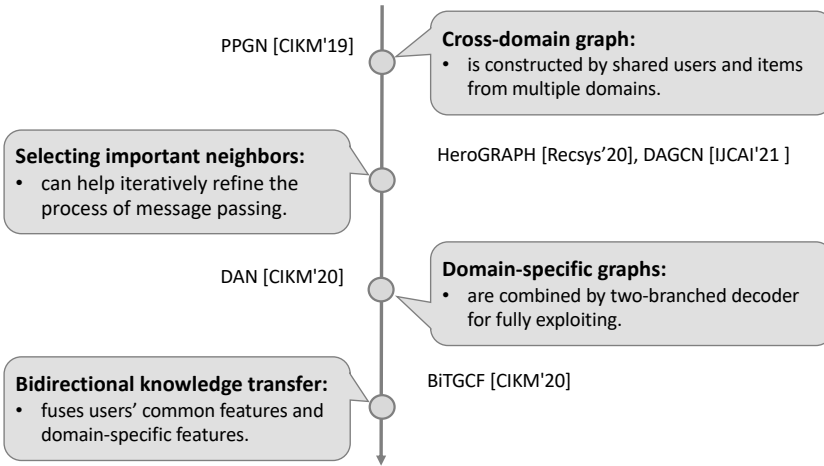 PPGN [CIKM'19]
Cross-domain graph:
• is constructed by shared users and items
from multiple domains.
Selecting important neighbors:
• can help iteratively refine the
process of message passing.
HeroGRAPH [Recsys’20], DAGCN [IJCAI'21 ]
DAN [CIKM'20]
Domain-specific graphs:
• are combined by two-branched decoder
for fully exploiting.
Bidirectional knowledge transfer:
• fuses users’ common features and
domain-specific features.
BiTGCF [CIKM'20]